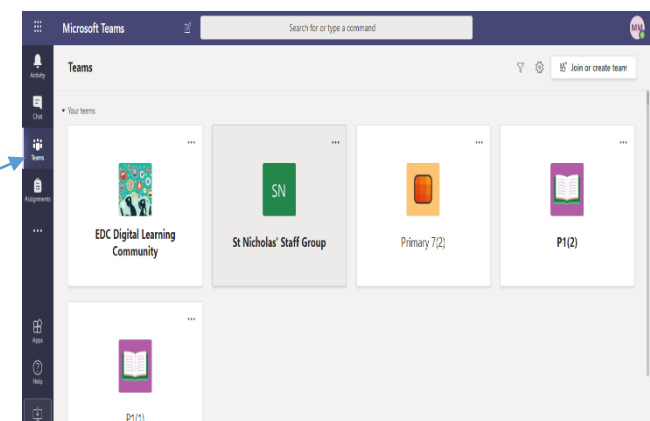 Microsoft Teams
Search for or type a command
MM
Activity
Chat
Teams
Assignments
Apps
Help
Teams
Join or create team
Your teams
EDC Digital Learning
Community
SN
St Nicholas' Staff Group
Primary 7(2)
P1(2)
P1(1)